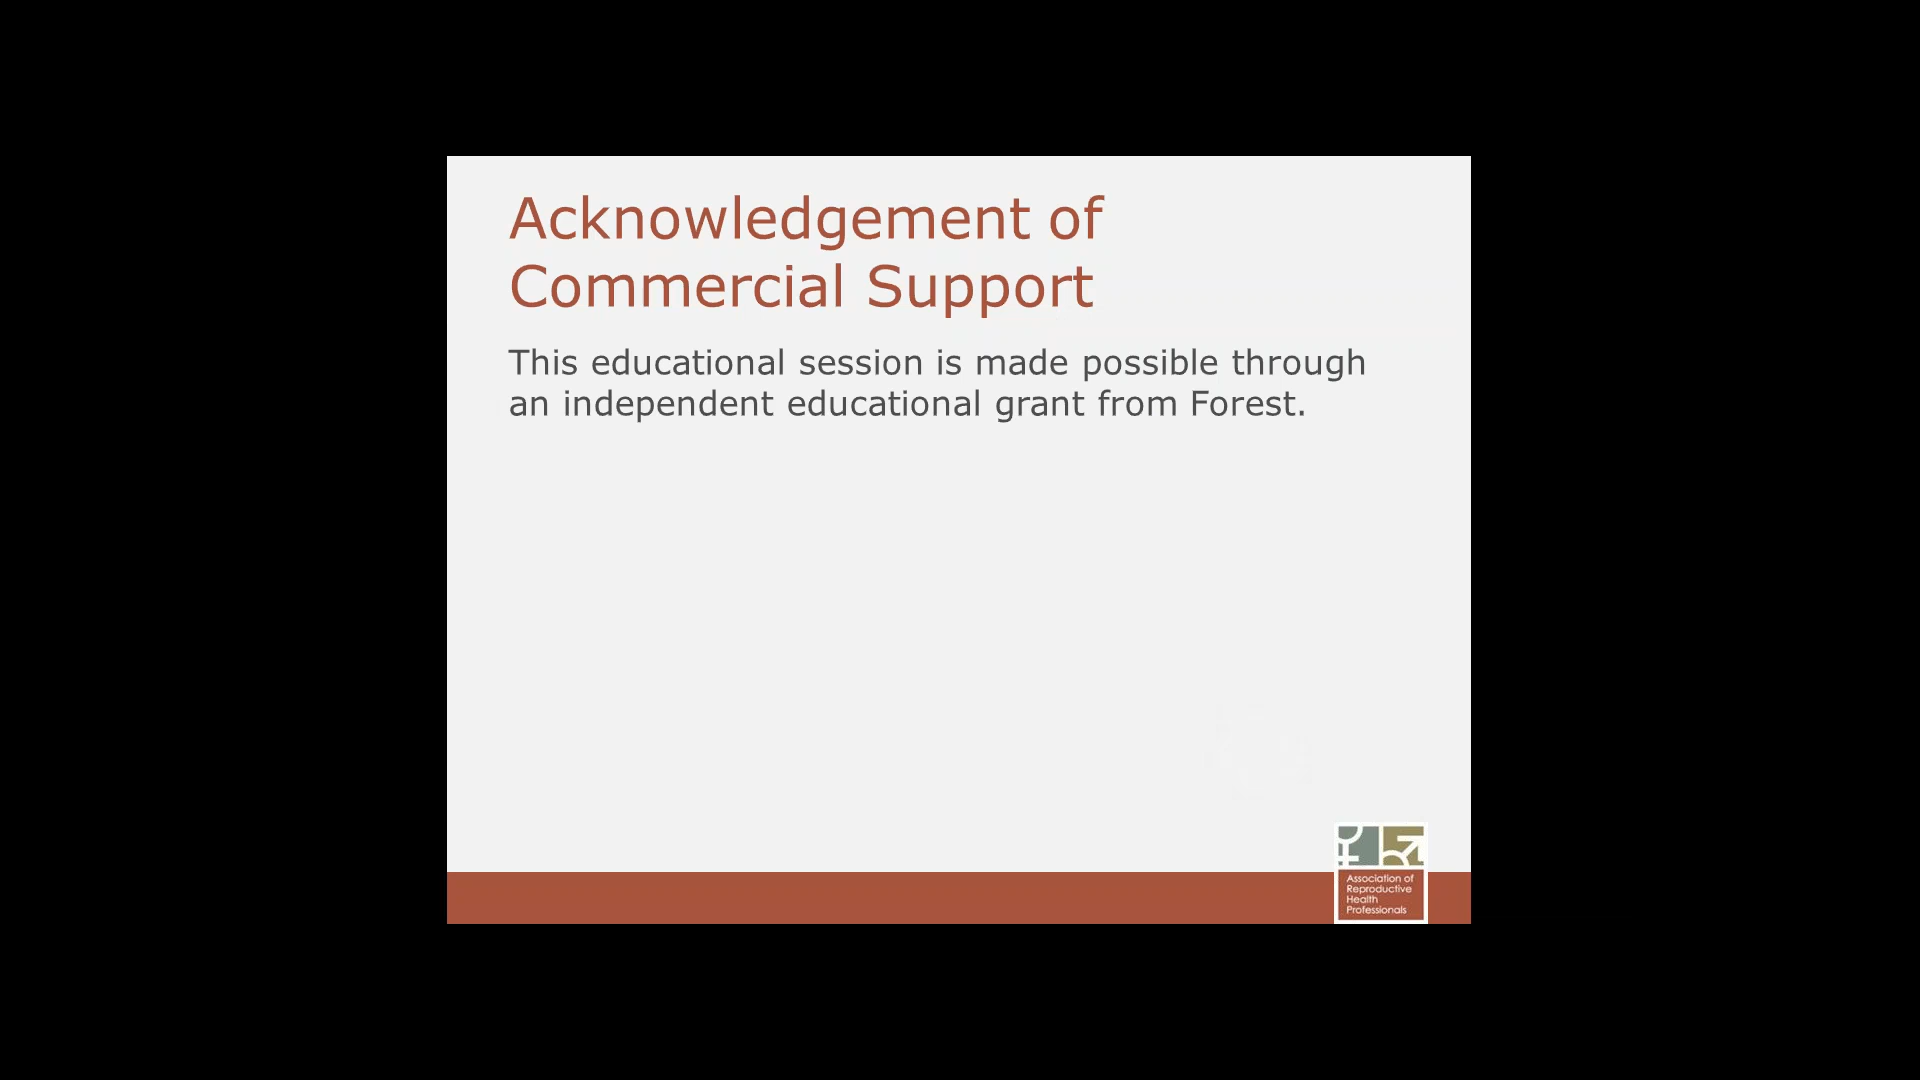 Acknowledgement of
Commercial Support
This educational session is made possible through
an independent educational grant from Forest.
Association of
Reproductive
Health
Professionals